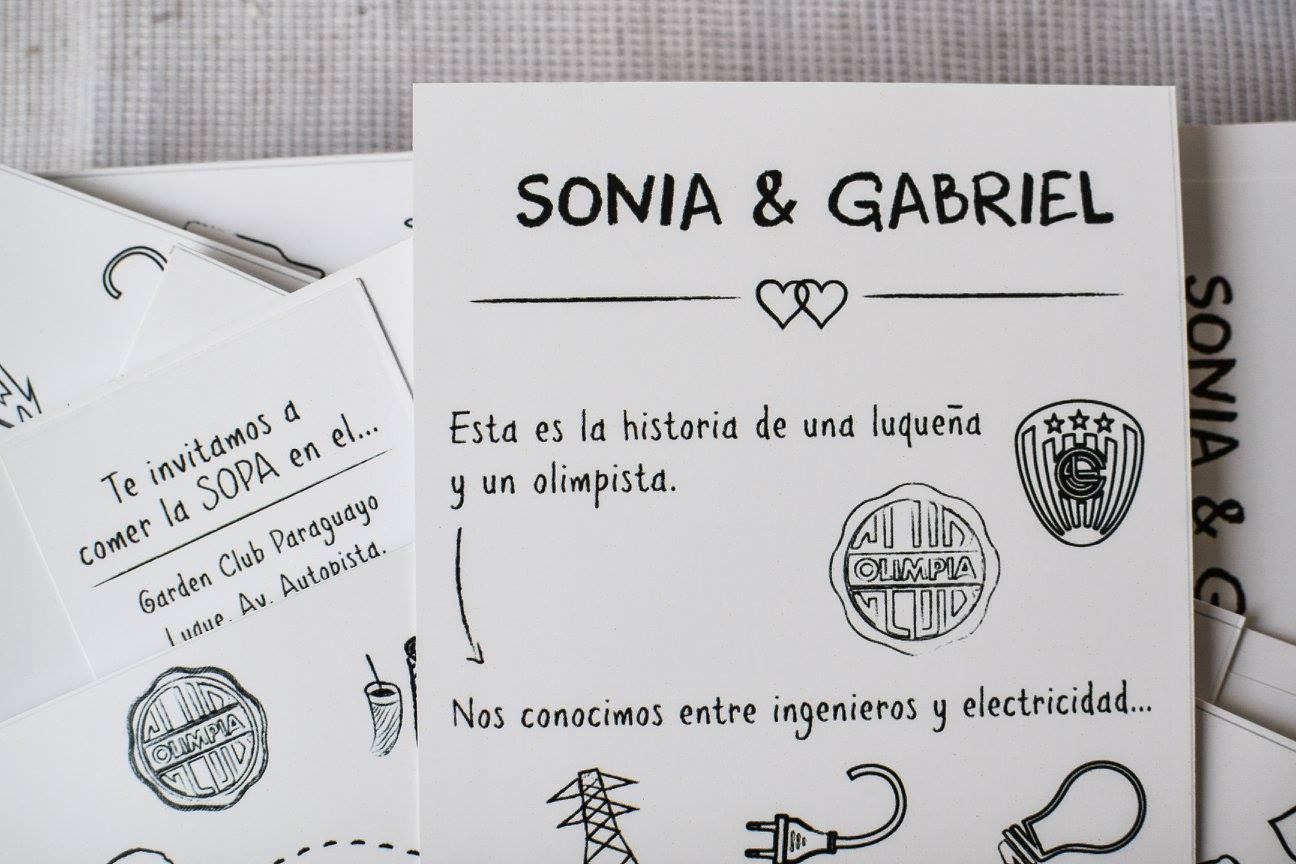 SONIA & GABRIEL
Esta es la historia de una luqueña
y un olimpista.
OLIMPIA
Nos conocimos entre ingenieros y electricidad...
Te invitamos a
comer la SOPA en el...
Garden Club Paraguayo
Luque. Av. Autopista.
OLIMPIA
SONIA & G